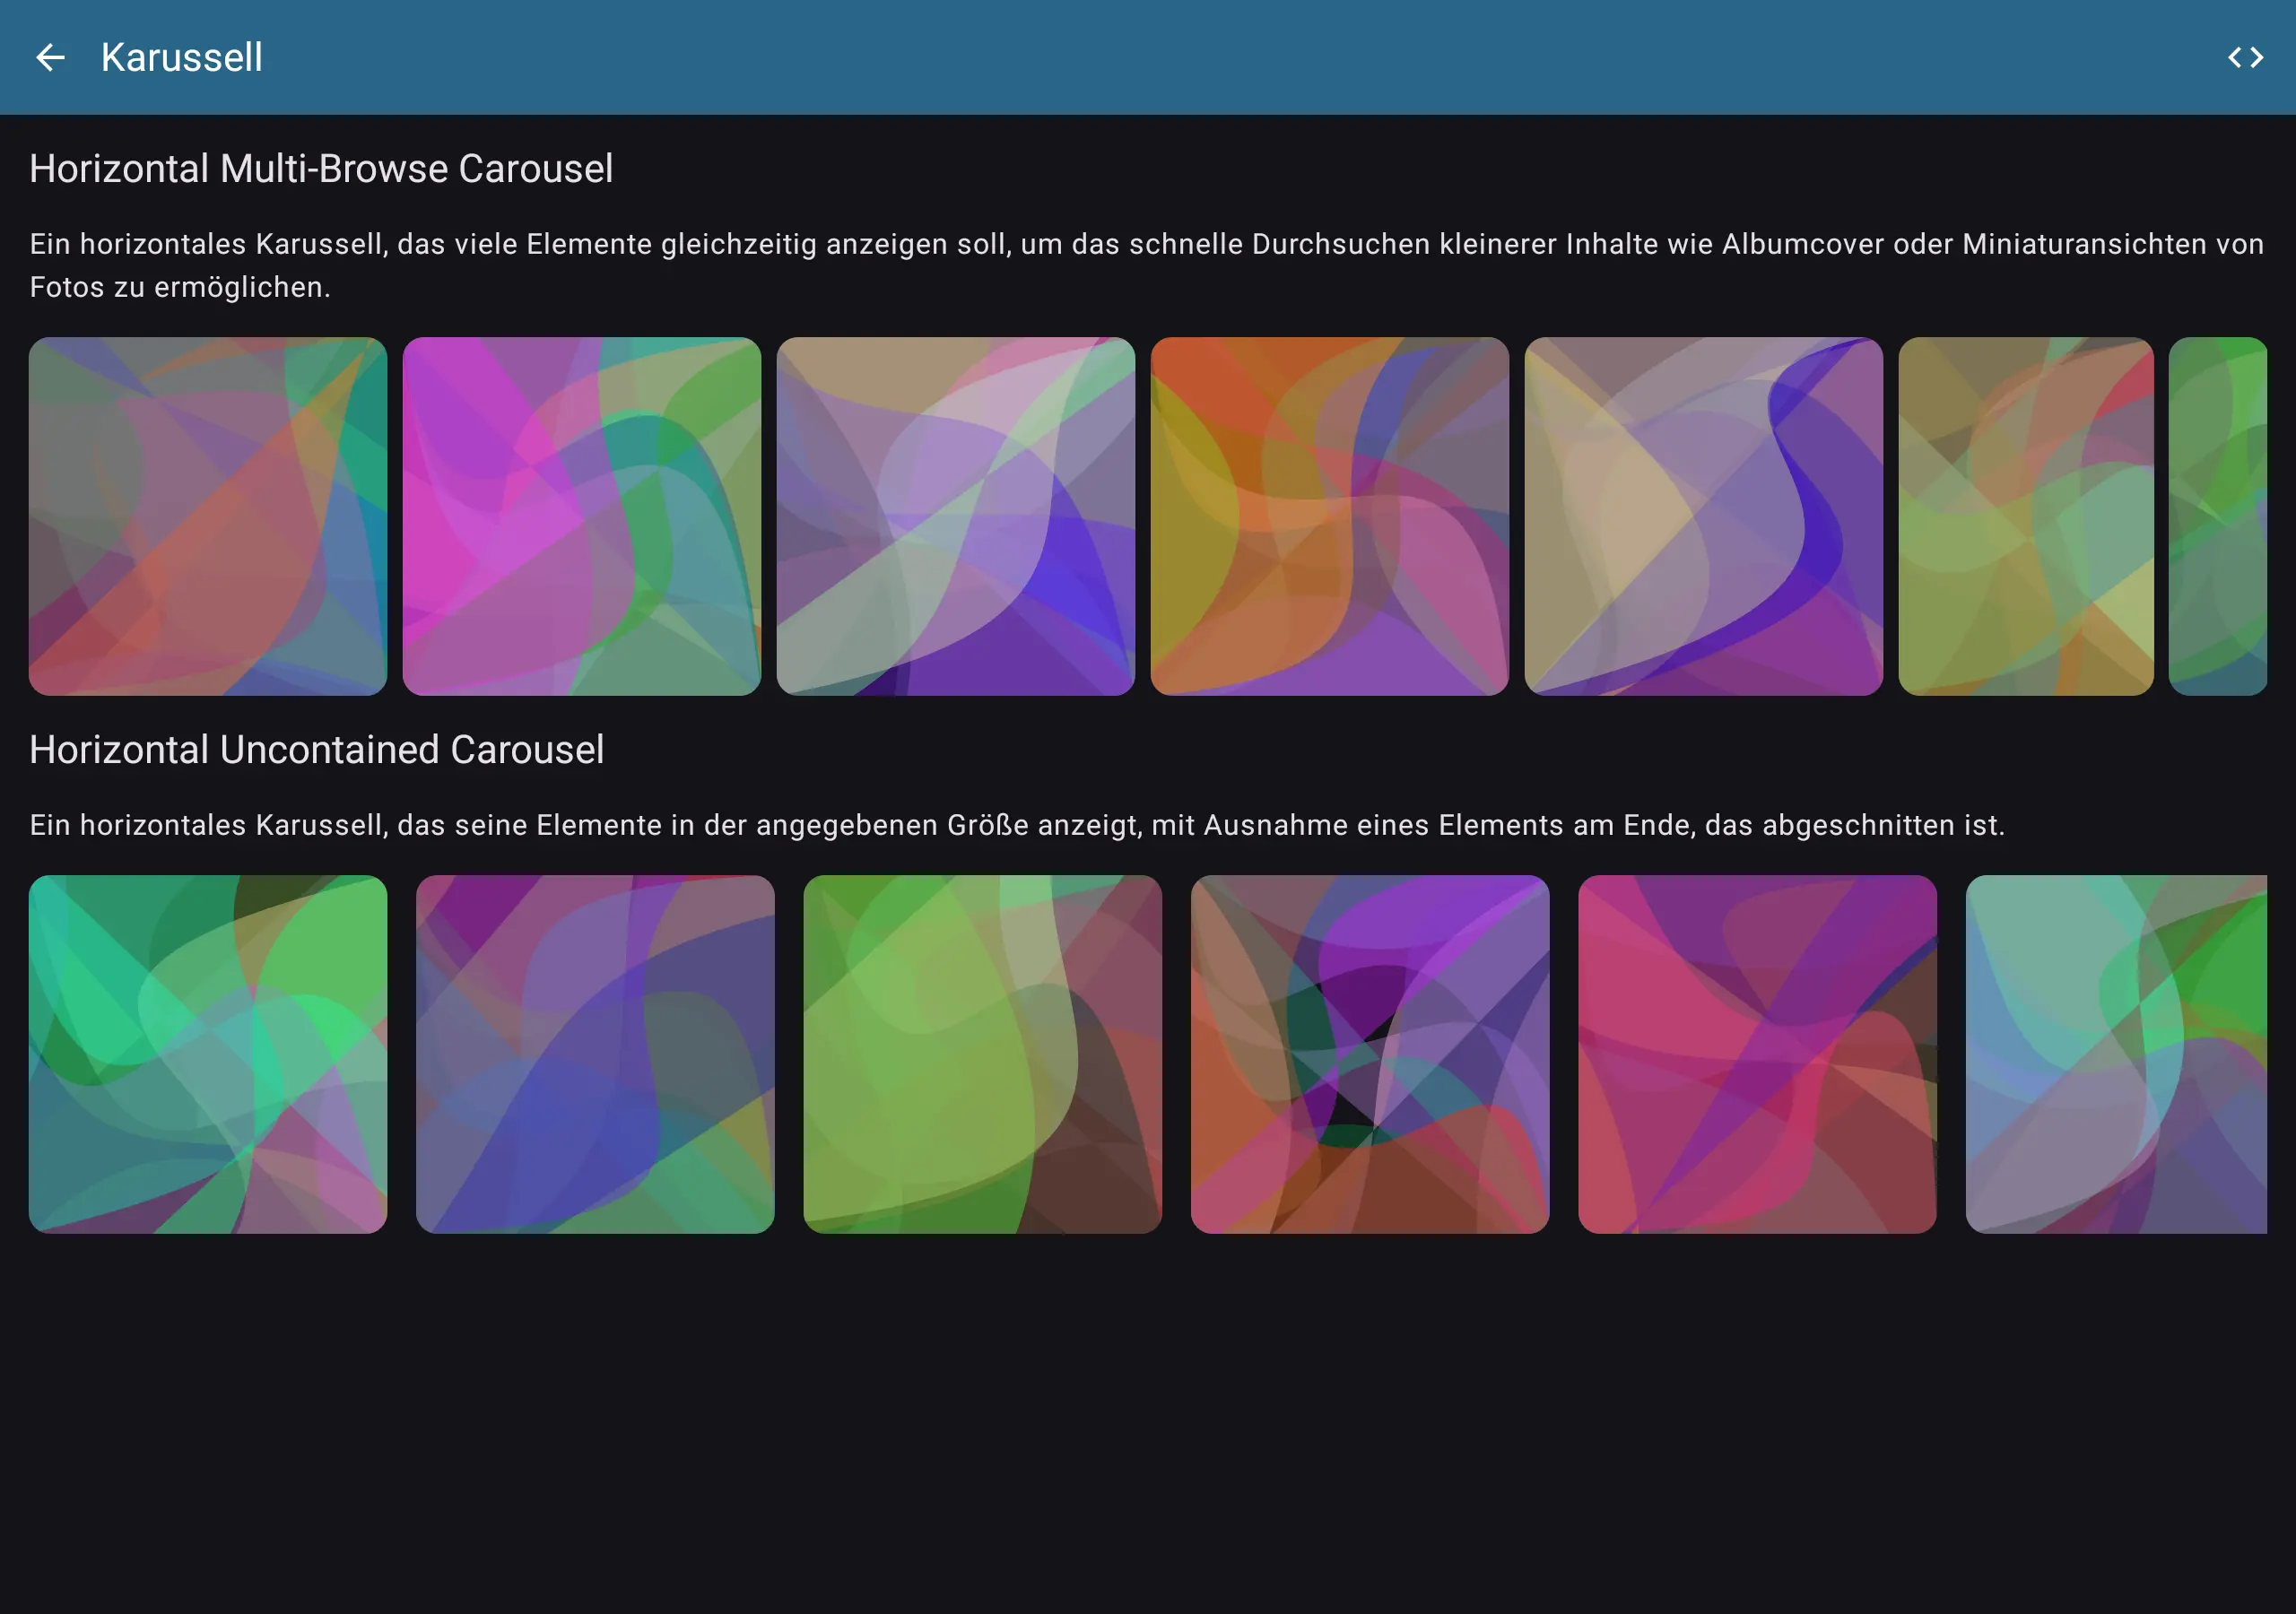 Karussell
Horizontal Multi-Browse Carousel
Ein horizontales Karussell, das viele Elemente gleichzeitig anzeigen soll, um das schnelle Durchsuchen kleinerer Inhalte wie Albumcover oder Miniaturansichten von
Fotos zu ermöglichen.
Horizontal Uncontained Carousel
Ein horizontales Karussell, das seine Elemente in der angegebenen Größe anzeigt, mit Ausnahme eines Elements am Ende, das abgeschnitten ist.